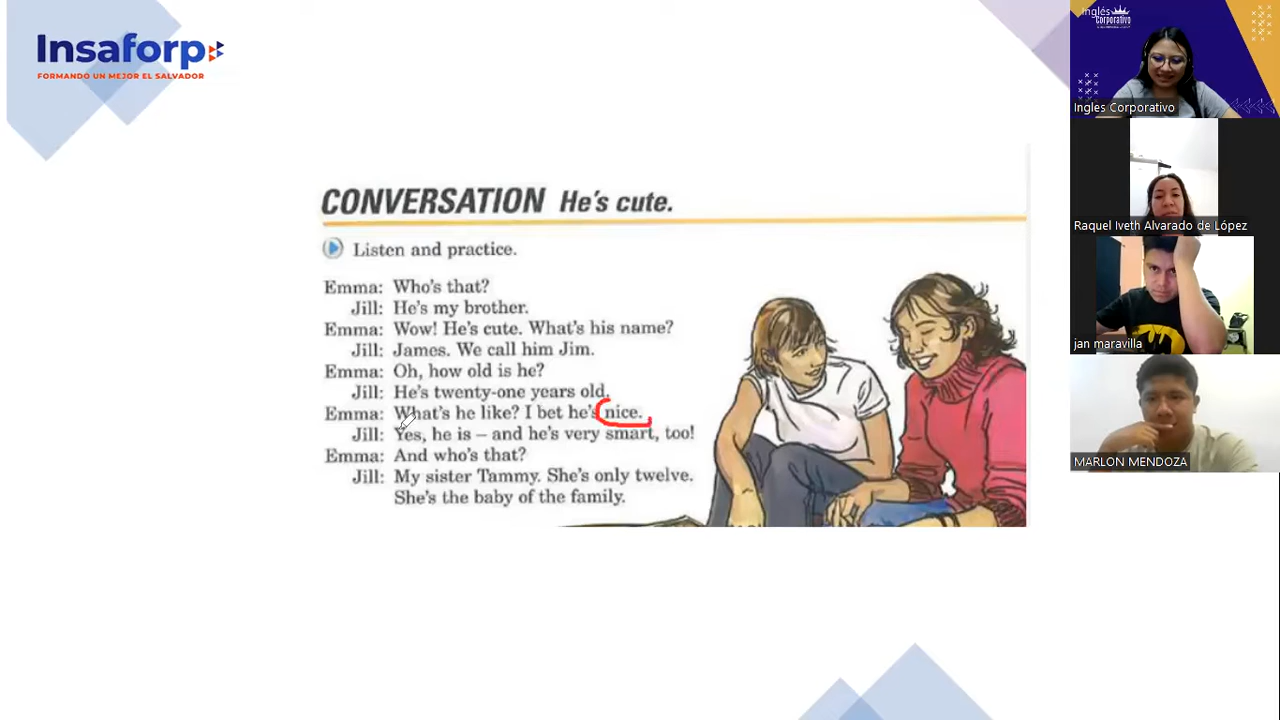 Insaforp
FORMANDO UN MEJOR EL SALVADOR
CONVERSATION He's cute.
Listen and practice.
Emma: Who's that?
Jill: He's my brother.
Emma: Wow! He's cute. What's his name?
Jill: James. We call him Jim.
Emma: Oh, how old is he?
Jill: He's twenty-one years old.
Emma: What's he like? I bet he's nice.
Jill: Yes, he is – and he's very smart, too!
Emma: And who's that?
Jill: My sister Tammy. She's only twelve.
She's the baby of the family.
Inglés
Corporativo
Ingles Corporativo
Raquel Iveth Alvarado de López
jan maravilla
MARLON MENDOZA